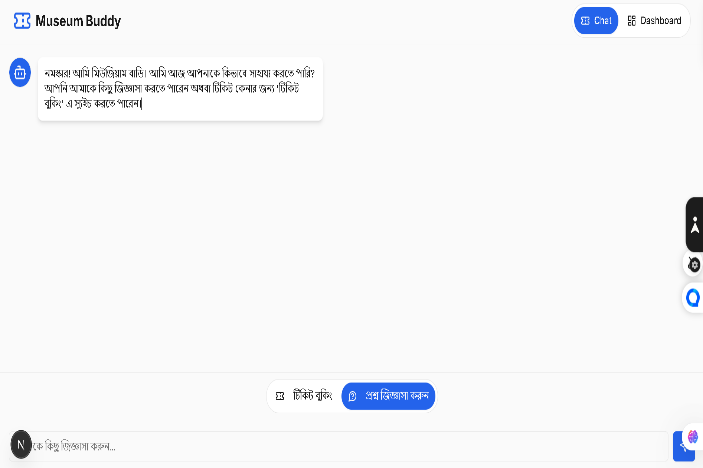 Museum Buddy
Chat
Dashboard
নমস্কার! আমি মিউজিয়াম বাডি। আমি আজ আপনাকে কিভাবে সাহায্য করতে পারি?
আপনি আমাকে কিছু জিজ্ঞাসা করতে পারেন অথবা টিকিট কেনার জন্য 'টিকিট
বুকিং' এ স্যুইচ করতে পারেন।
টিকিট বুকিং
প্রশ্ন জিজ্ঞাসা করুন
N
কিছু জিজ্ঞাসা করুন...